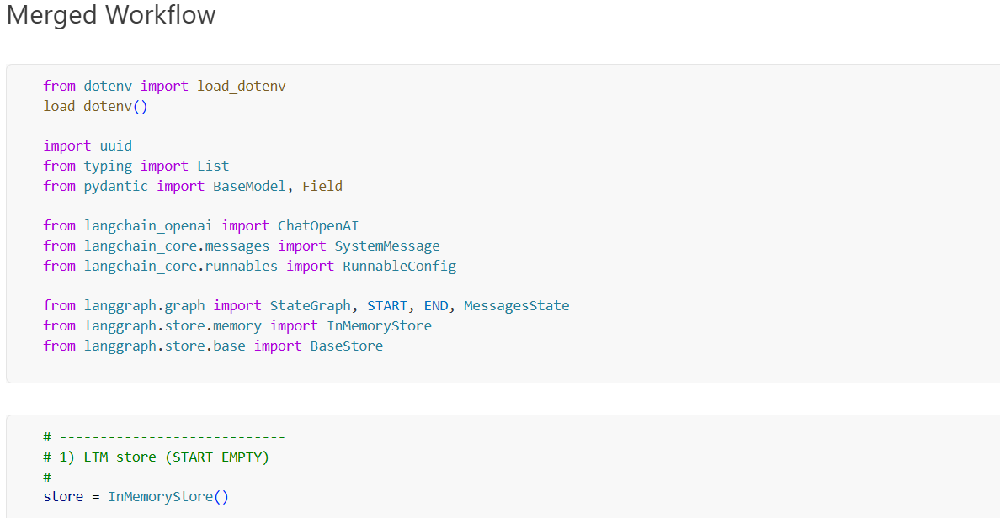 Merged Workflow
from dotenv import load_dotenv
load_dotenv()
import uuid
from typing import List
from pydantic import BaseModel, Field
from langchain_openai import ChatOpenAI
from langchain_core.messages import SystemMessage
from langchain_core.runnables import RunnableConfig
from langgraph.graph import StateGraph, START, END, MessagesState
from langgraph.store.memory import InMemoryStore
from langgraph.store.base import BaseStore
# ----------------------------
# 1) LTM store (START EMPTY)
# ----------------------------
store = InMemoryStore()